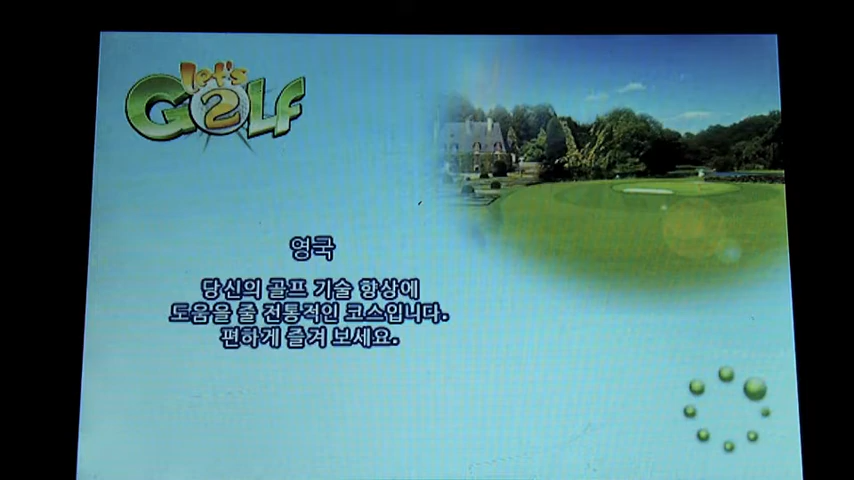 Let's
GOLF
2
영국
당신의 골프 기술 향상에
도움을 줄 전통적인 코스입니다.
편하게 즐겨 보세요.